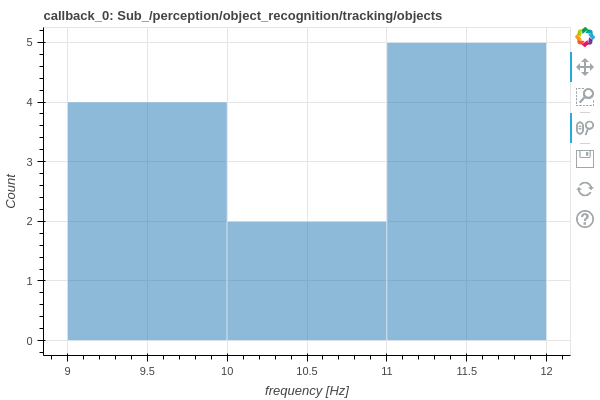 callback_0: Sub_/perception/object_recognition/tracking/objects
5
4
3
2
1
0
Count
9 9.5 10 10.5 11 11.5 12
frequency [Hz]